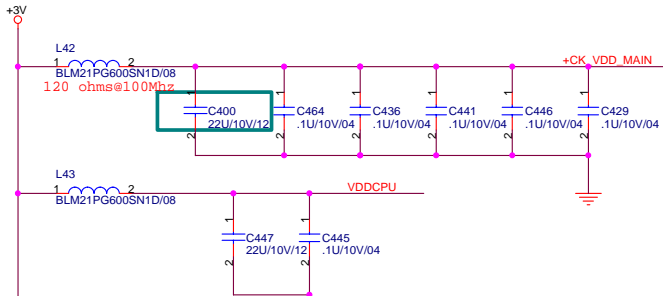 +3V
L42
1 2
+CK_VDD_MAIN
BLM21PG600SN1D/08
120 ohms@100Mhz
1 1 1 1 1 1
C400 C464 C436 C441 C446 C429
22U/10V/12 .1U/10V/04 .1U/10V/04 .1U/10V/04 .1U/10V/04 .1U/10V/04
2 2 2 2 2 2
L43
1 2
VDDCPU
BLM21PG600SN1D/08
1 1
C447 C445
22U/10V/12 .1U/10V/04
2 2